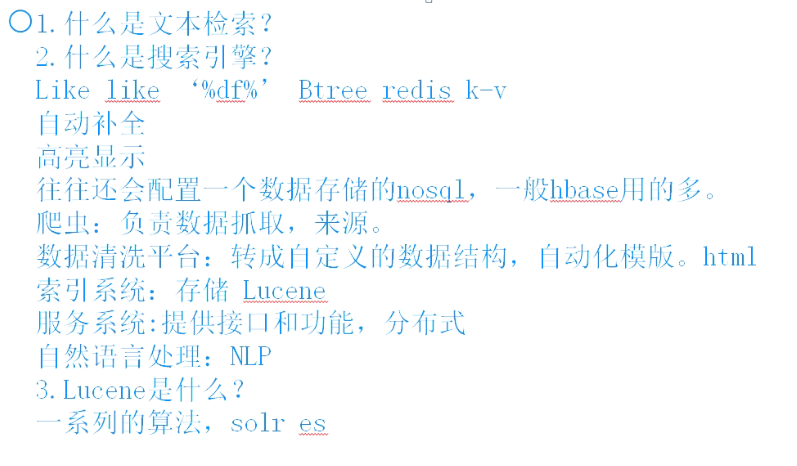 1.什么是文本检索?
2.什么是搜索引擎?
Like like ‘%df%’ Btree redis k-v
自动补全
高亮显示
往往还会配置一个数据存储的nosql，一般hbase用的多。
爬虫：负责数据抓取，来源。
数据清洗平台：转成自定义的数据结构，自动化模版。html
索引系统：存储 Lucene
服务系统:提供接口和功能，分布式
自然语言处理：NLP
3.Lucene是什么?
一系列的算法，solr es